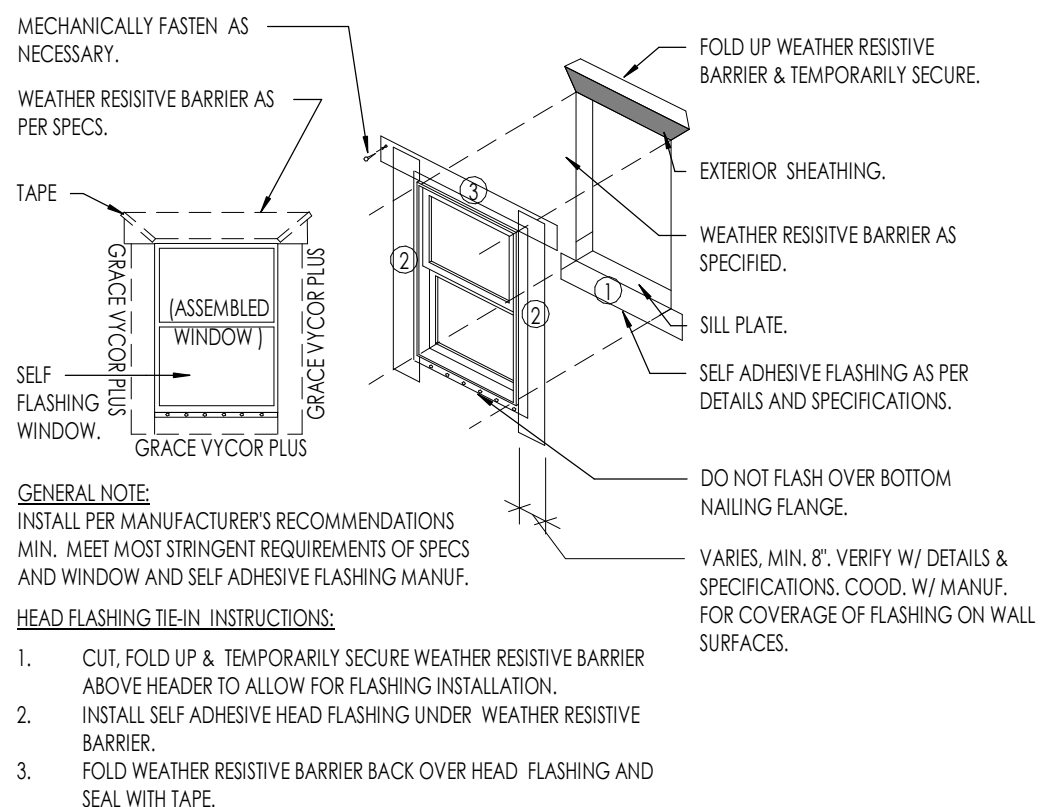 MECHANICALLY FASTEN AS
NECESSARY.
WEATHER RESISITVE BARRIER AS
PER SPECS.
TAPE
GRACE VYCOR PLUS
(ASSEMBLED
WINDOW )
GRACE VYCOR PLUS
SELF
FLASHING
WINDOW.
GRACE VYCOR PLUS
3
2
2
1
FOLD UP WEATHER RESISTIVE
BARRIER & TEMPORARILY SECURE.
EXTERIOR SHEATHING.
WEATHER RESISITVE BARRIER AS
SPECIFIED.
SILL PLATE.
SELF ADHESIVE FLASHING AS PER
DETAILS AND SPECIFICATIONS.
DO NOT FLASH OVER BOTTOM
NAILING FLANGE.
VARIES, MIN. 8". VERIFY W/ DETAILS &
SPECIFICATIONS. COOD. W/ MANUF.
FOR COVERAGE OF FLASHING ON WALL
SURFACES.
GENERAL NOTE:
INSTALL PER MANUFACTURER'S RECOMMENDATIONS
MIN. MEET MOST STRINGENT REQUIREMENTS OF SPECS
AND WINDOW AND SELF ADHESIVE FLASHING MANUF.
HEAD FLASHING TIE-IN INSTRUCTIONS:
1. CUT, FOLD UP & TEMPORARILY SECURE WEATHER RESISTIVE BARRIER
ABOVE HEADER TO ALLOW FOR FLASHING INSTALLATION.
2. INSTALL SELF ADHESIVE HEAD FLASHING UNDER WEATHER RESISTIVE
BARRIER.
3. FOLD WEATHER RESISTIVE BARRIER BACK OVER HEAD FLASHING AND
SEAL WITH TAPE.